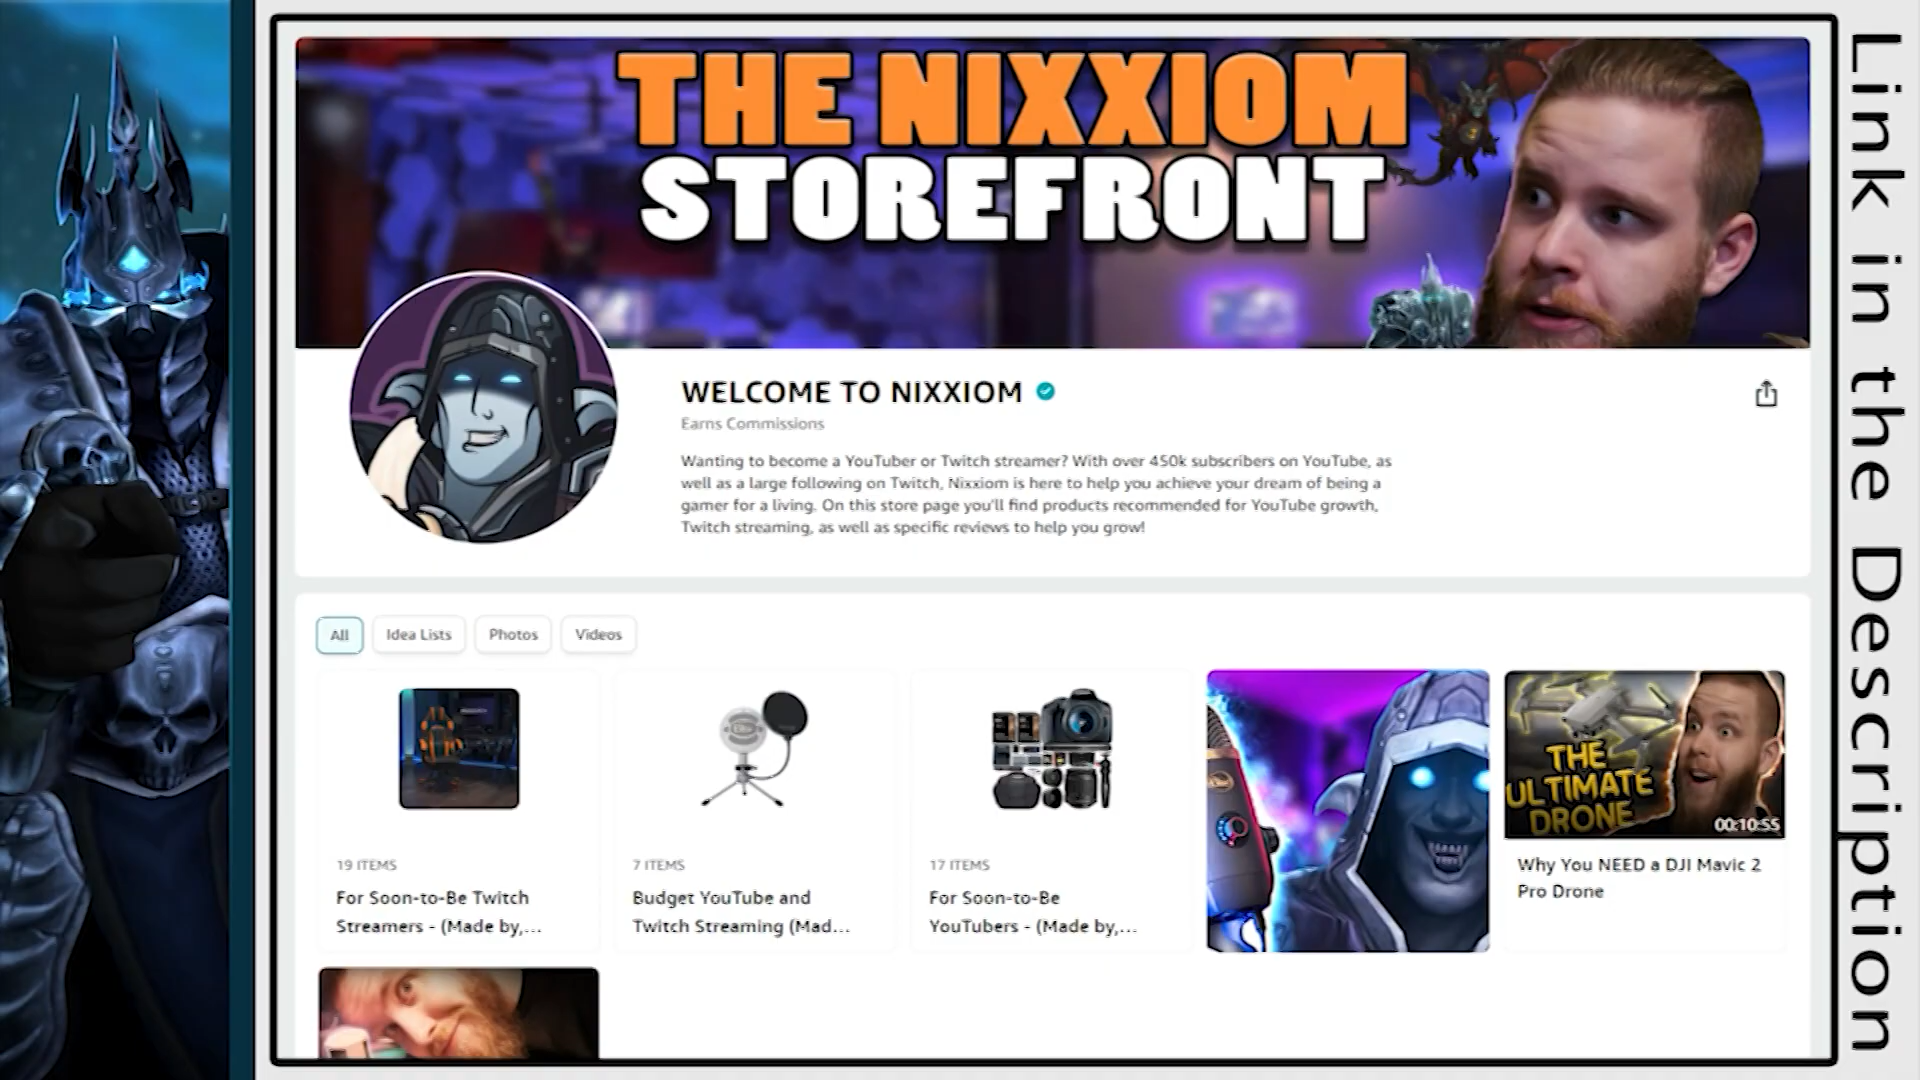 THE NIXXIOM
STOREFRONT
WELCOME TO NIXXIOM
Earns Commissions
Wanting to become a YouTuber or Twitch streamer? With over 450k subscribers on YouTube, as
well as a large following on Twitch, Nixxiom is here to help you achieve your dream of being a
gamer for a living. On this store page you'll find products recommended for YouTube growth,
Twitch streaming, as well as specific reviews to help you grow!
All
Idea Lists
Photos
Videos
19 ITEMS
For Soon-to-Be Twitch
Streamers - (Made by,...
7 ITEMS
Budget YouTube and
Twitch Streaming (Mad...
17 ITEMS
For Soon-to-Be
YouTubers - (Made by,...
THE
ULTIMATE
DRONE
00:10:55
Why You NEED a DJI Mavic 2
Pro Drone
Link in the Description